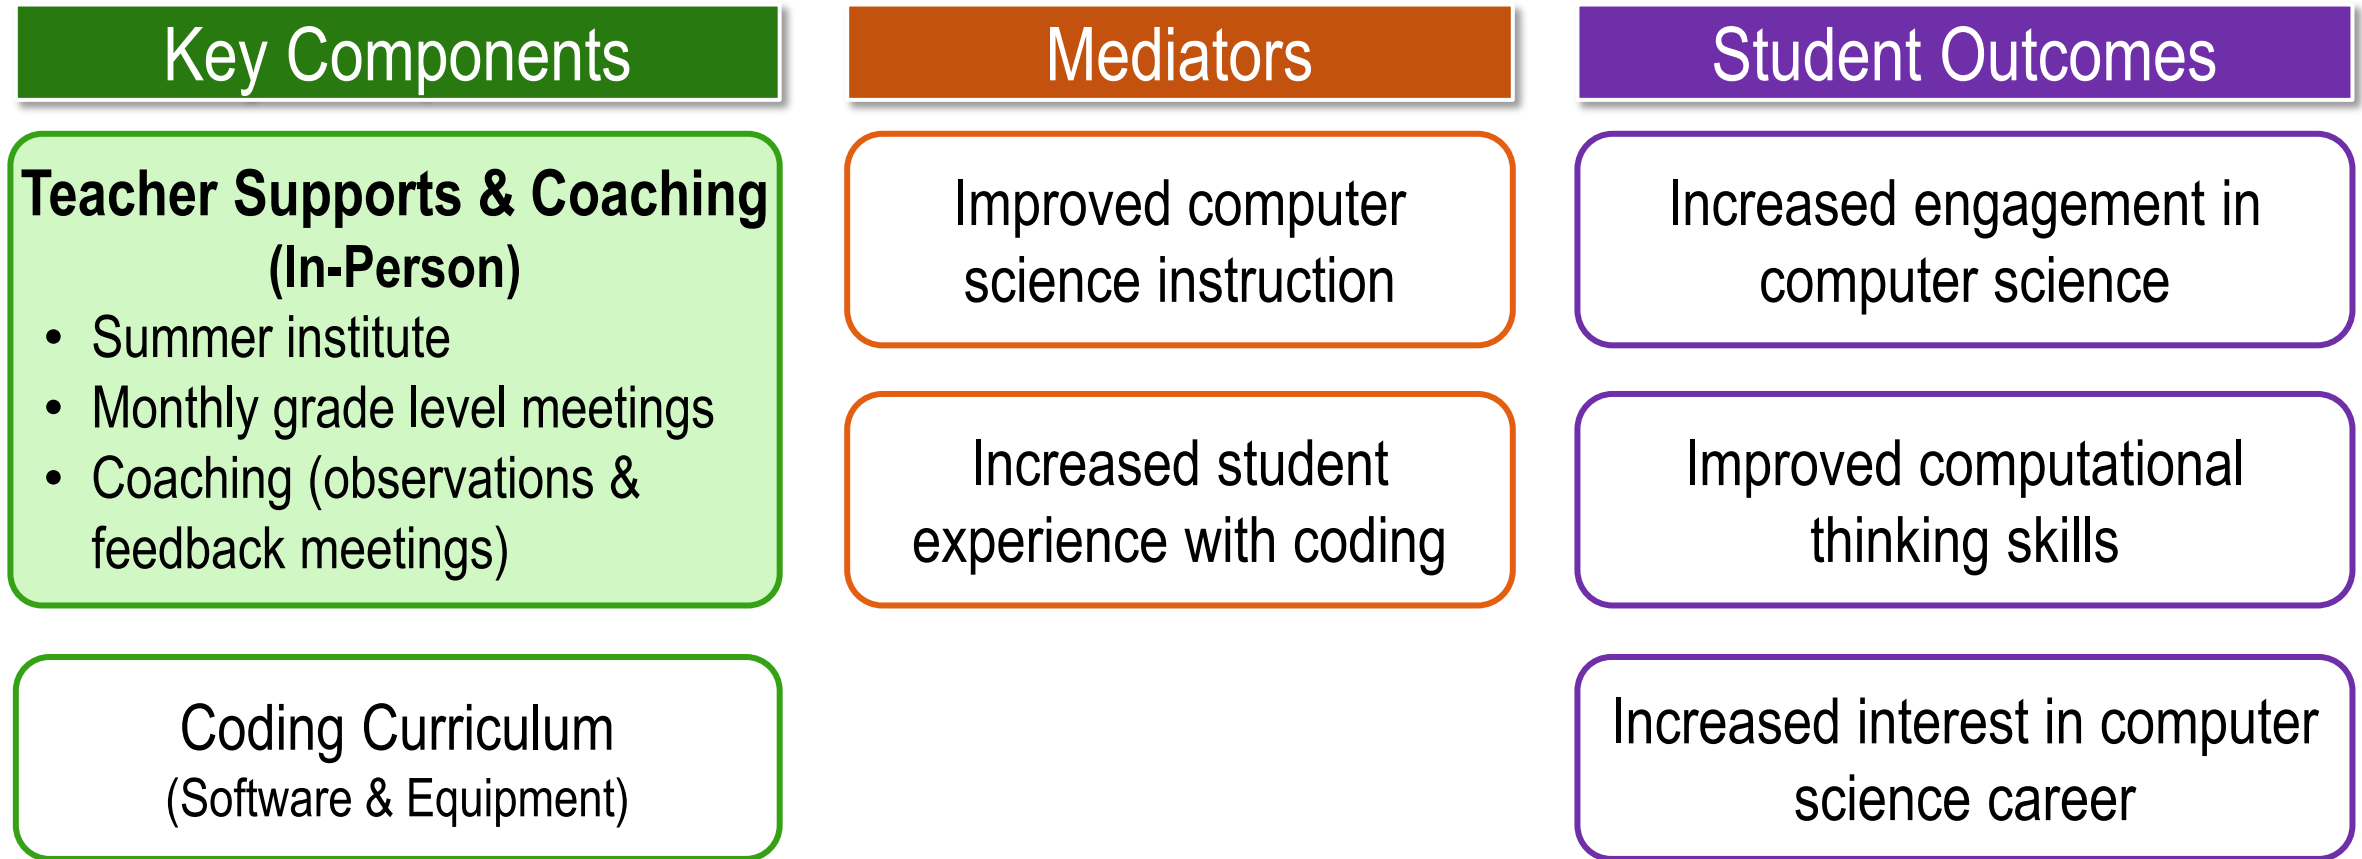 Key Components
Teacher Supports & Coaching
(In-Person)
• Summer institute
• Monthly grade level meetings
• Coaching (observations &
feedback meetings)
Coding Curriculum
(Software & Equipment)
Mediators
Improved computer
science instruction
Increased student
experience with coding
Student Outcomes
Increased engagement in
computer science
Improved computational
thinking skills
Increased interest in computer
science career